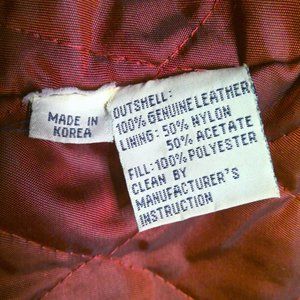 MADE IN
KOREA
OUTSHELL:
100% GENUINE LEATHER
LINING: 50% NYLON
50% ACETATE
FILL: 100% POLYESTER
CLEAN BY
MANUFACTURER'S
INSTRUCTION